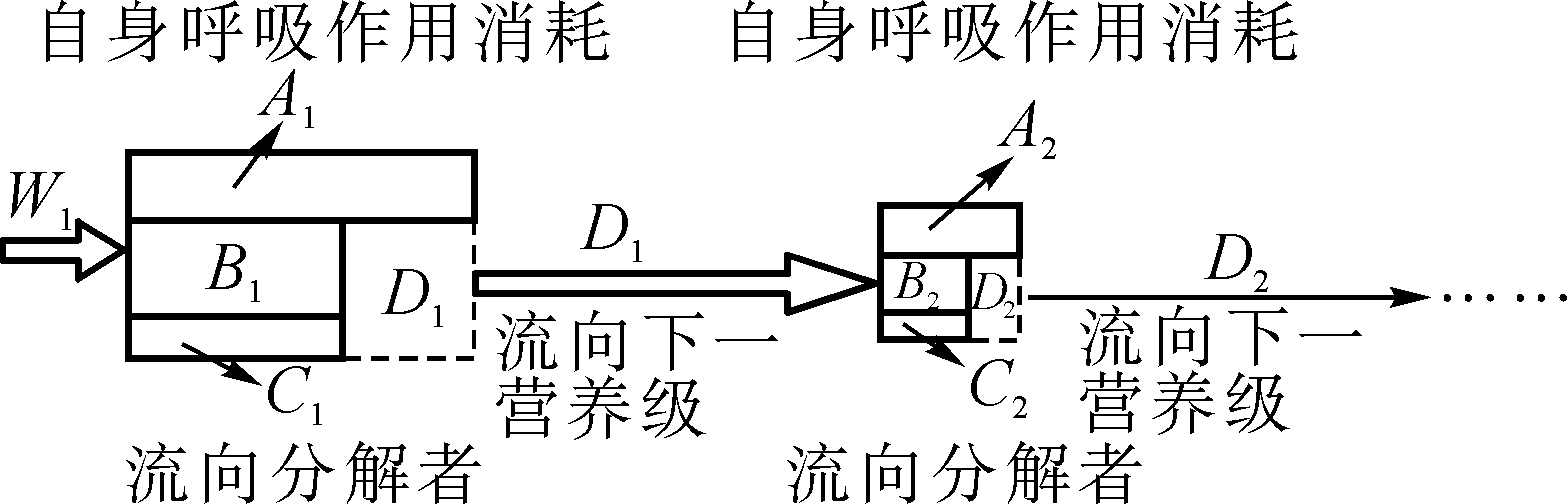 自身呼吸作用消耗
自身呼吸作用消耗
A₁
A₂
W₁
D₁
D₂
B₁
D₁
B₂
D₂
……
流向下一
营养级
流向下一
营养级
C₁
C₂
流向分解者
流向分解者